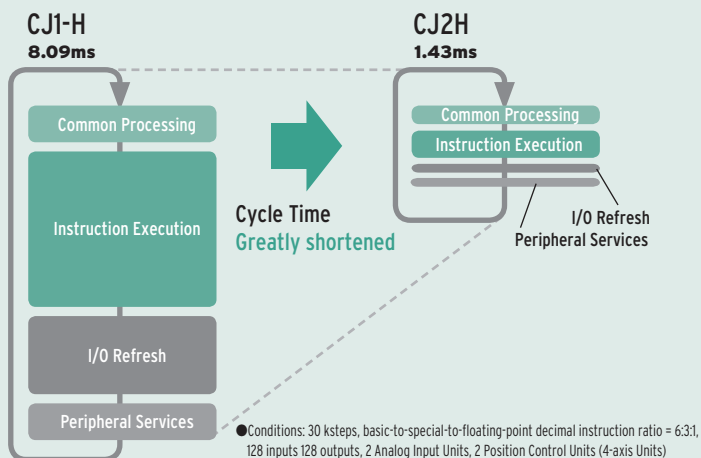 CJ1-H
8.09ms
Common Processing
Instruction Execution
I/O Refresh
Peripheral Services
Cycle Time
Greatly shortened
CJ2H
1.43ms
Common Processing
Instruction Execution
I/O Refresh
Peripheral Services
●Conditions: 30 ksteps, basic-to-special-to-floating-point decimal instruction ratio = 6:3:1,
128 inputs 128 outputs, 2 Analog Input Units, 2 Position Control Units (4-axis Units)